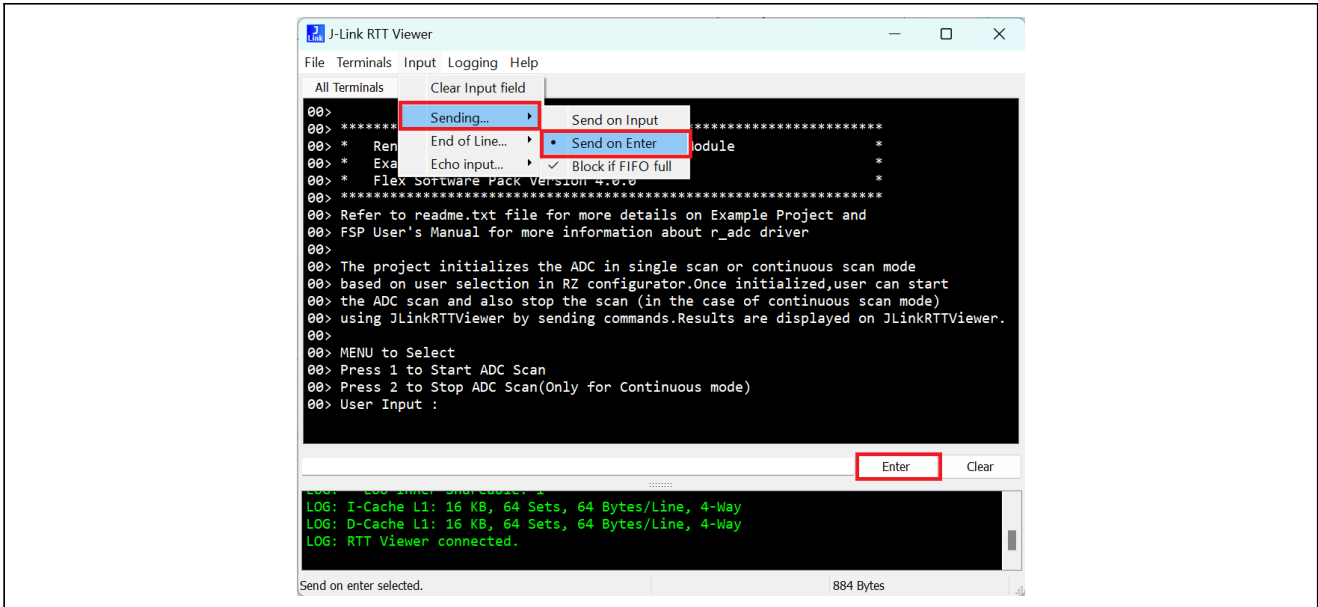 J-Link RTT Viewer
File Terminals Input Logging Help
All Terminals
Clear Input field
Sending...
End of Line...
Echo input...
Send on Input
Send on Enter
Block if FIFO full
00>
00> ******* ************************
00> * Ren odule *
00> * Exa *
00> * Flex Software Pack Version 4.0.0 *
00> *******************************************************************
00> Refer to readme.txt file for more details on Example Project and
00> FSP User's Manual for more information about r_adc driver
00>
00> The project initializes the ADC in single scan or continuous scan mode
00> based on user selection in RZ configurator.Once initialized,user can start
00> the ADC scan and also stop the scan (in the case of continuous scan mode)
00> using JLinkRTTViewer by sending commands.Results are displayed on JLinkRTTViewer.
00>
00> MENU to Select
00> Press 1 to Start ADC Scan
00> Press 2 to Stop ADC Scan(Only for Continuous mode)
00> User Input :
Enter Clear
LOG: I-Cache L1: 16 KB, 64 Sets, 64 Bytes/Line, 4-Way
LOG: D-Cache L1: 16 KB, 64 Sets, 64 Bytes/Line, 4-Way
LOG: RTT Viewer connected.
Send on enter selected. 884 Bytes